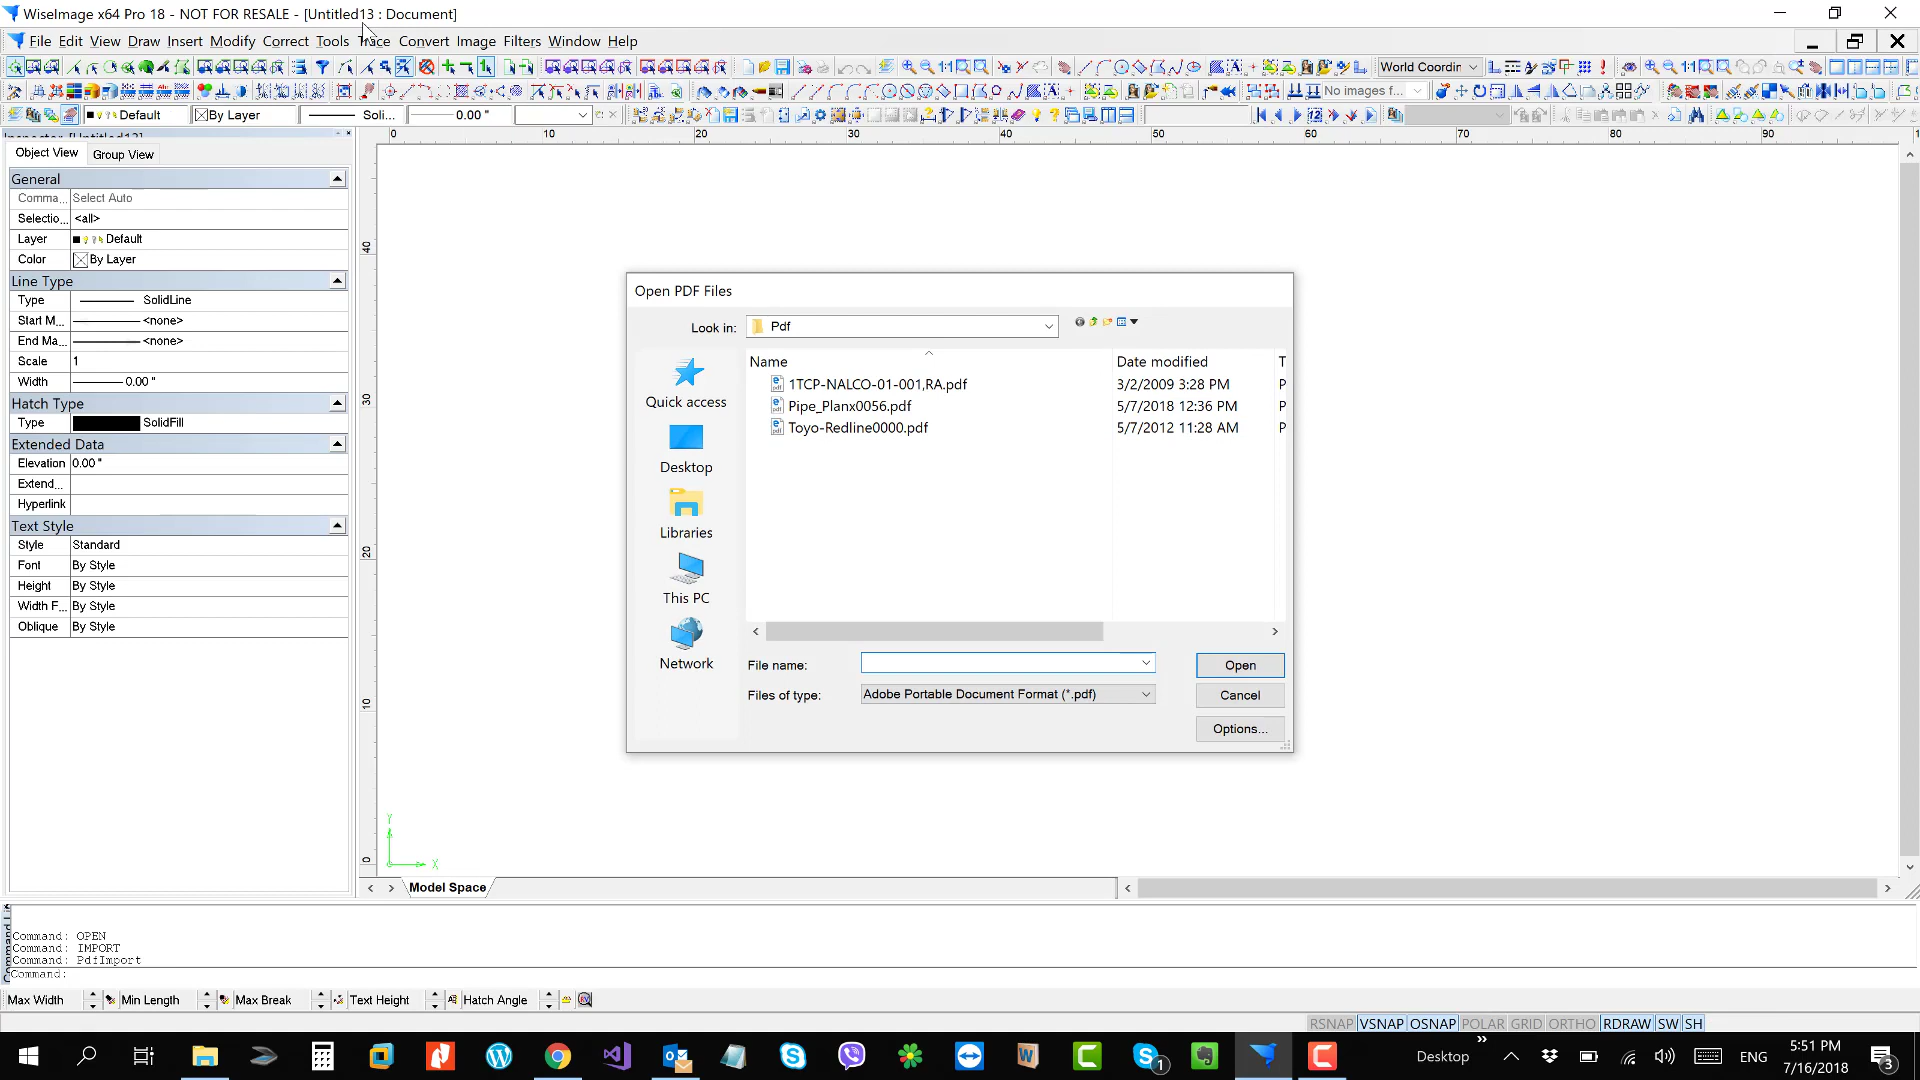 WiseImage x64 Pro 18 - NOT FOR RESALE - [Untitled13 : Document]
File Edit View Draw Insert Modify Correct Tools Trace Convert Image Filters Window Help
World Coordin
No images f...
Default By Layer Soli... 0.00 "
0 10 20 30 40 50 60 70 80 90
Object View Group View
General
Comma... Select Auto
Selectio... <all>
Layer Default
Color By Layer
Line Type
Type SolidLine
Start M... <none>
End Ma... <none>
Scale 1
Width 0.00 "
Hatch Type
Type SolidFill
Extended Data
Elevation 0.00 "
Extend...
Hyperlink
Text Style
Style Standard
Font By Style
Height By Style
Width F... By Style
Oblique By Style
40
30
20
10
0
Y
X
Open PDF Files
Look in: Pdf
Name Date modified T
1TCP-NALCO-01-001,RA.pdf 3/2/2009 3:28 PM P
Pipe_Planx0056.pdf 5/7/2018 12:36 PM P
Toyo-Redline0000.pdf 5/7/2012 11:28 AM P
Quick access
Desktop
Libraries
This PC
Network
File name: Open
Files of type: Adobe Portable Document Format (*.pdf) Cancel
Options...
Model Space
Command: OPEN
Command: IMPORT
Command: PdfImport
Command:
Max Width Min Length Max Break Text Height Hatch Angle
RSNAP VSNAP OSNAP POLAR GRID ORTHO RDRAW SW SH
Desktop ENG 5:51 PM
7/16/2018
3
1